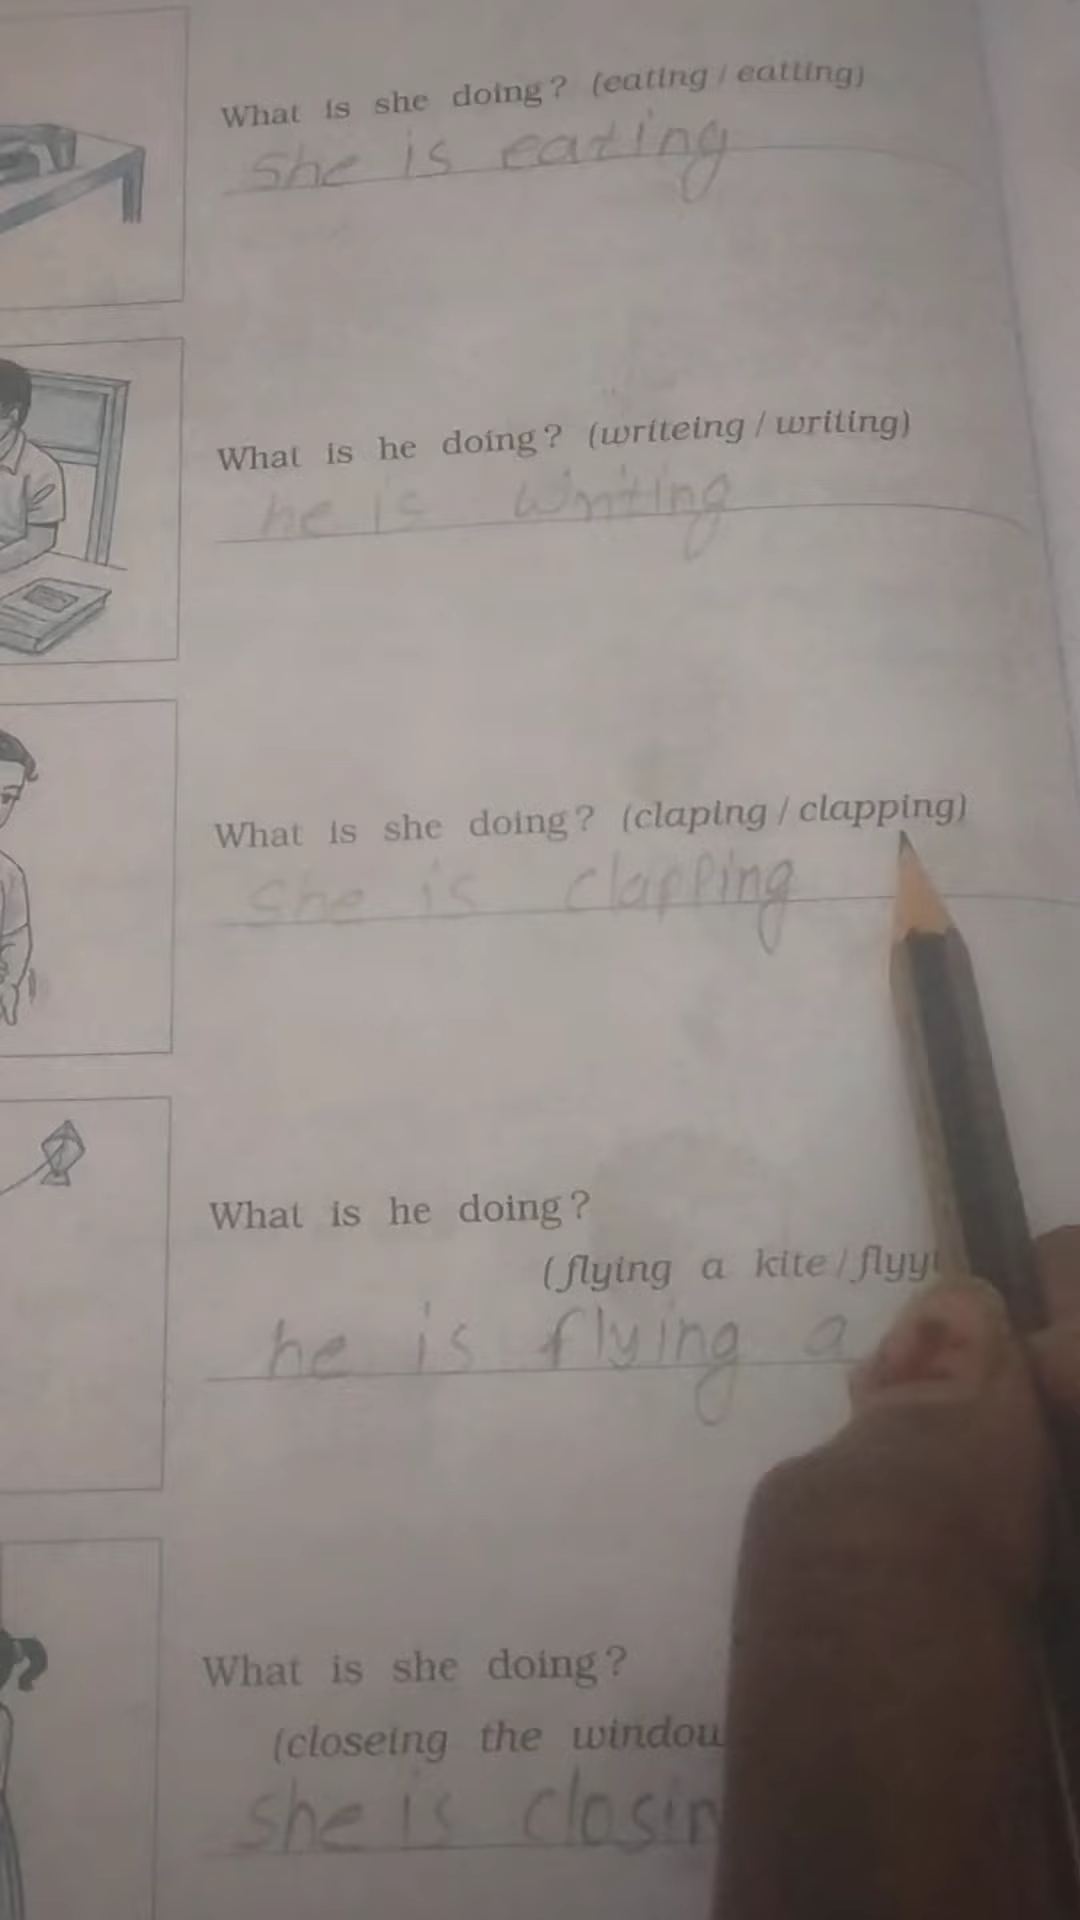 What is she doing? (eating / eatting)
She is eating
What is he doing? (writeing / writing)
he is writing
What is she doing? (claping / clapping)
She is clapping
What is he doing?
(flying a kite / flyyi
he is flying a
What is she doing?
(closeing the window
She is closin